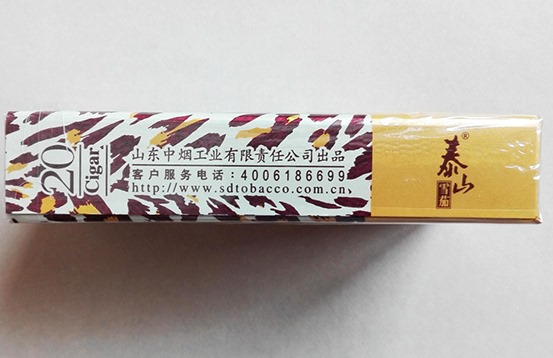 20
Cigar
山东中烟工业有限责任公司出品
客户服务电话：4006186699
http://www.sdtobacco.com.cn
泰山®
雪茄